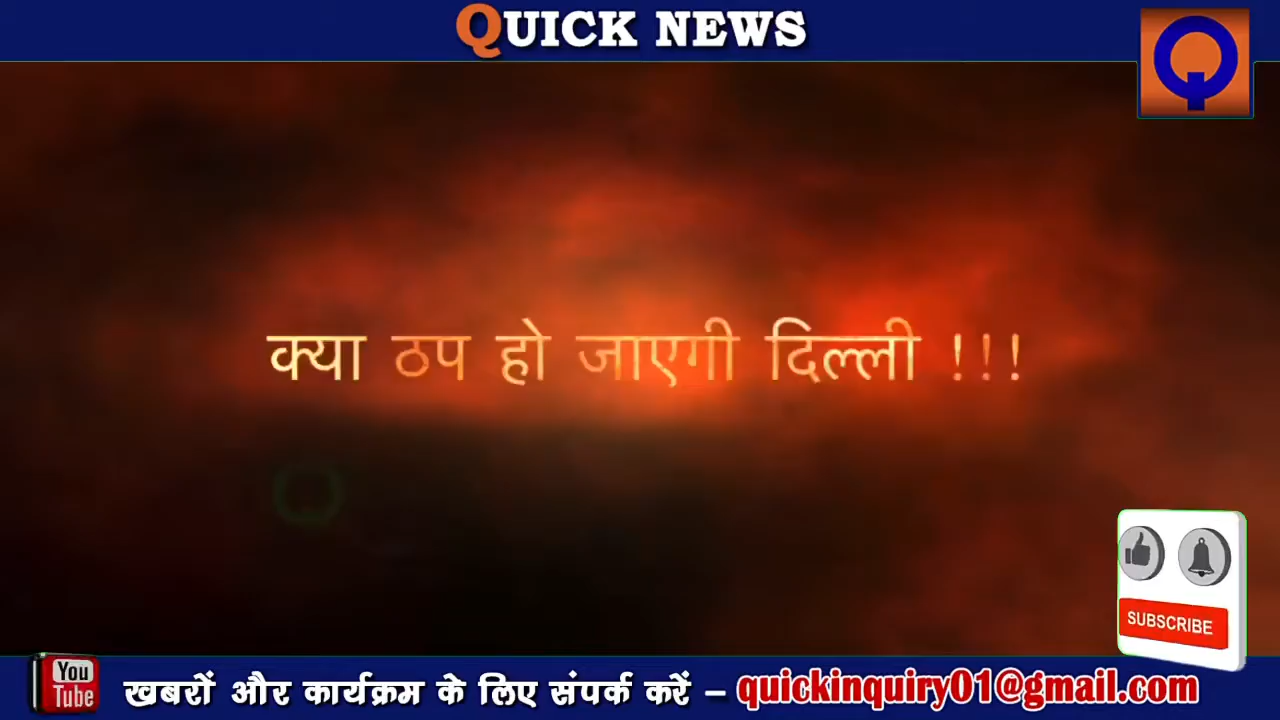 QUICK NEWS
Q
क्या ठप हो जाएगी दिल्ली !!!
SUBSCRIBE
You
Tube
खबरों और कार्यक्रम के लिए संपर्क करें – quickinquiry01@gmail.com